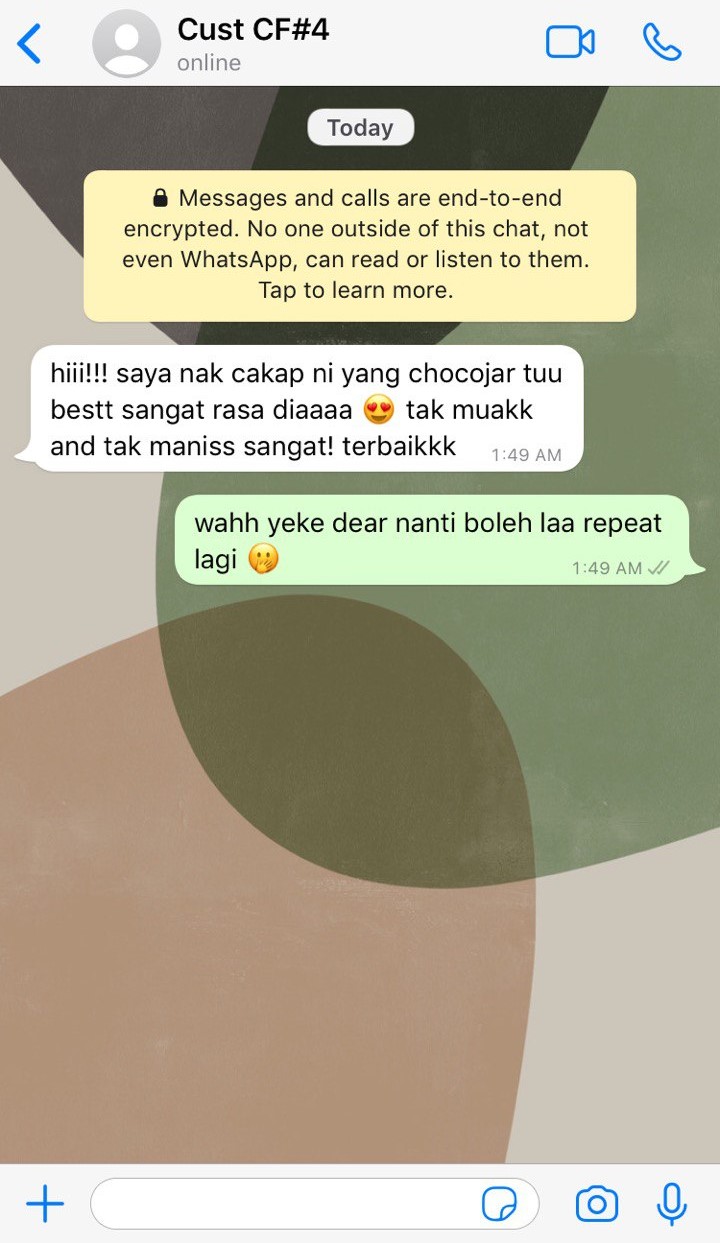 Cust CF#4
online
Today
🔒 Messages and calls are end-to-end
encrypted. No one outside of this chat, not
even WhatsApp, can read or listen to them.
Tap to learn more.
hiii!!! saya nak cakap ni yang chocojar tuu
bestt sangat rasa diaaaa 😍 tak muakk
and tak maniss sangat! terbaikkk 1:49 AM
wahh yeke dear nanti boleh laa repeat
lagi 🤭 1:49 AM